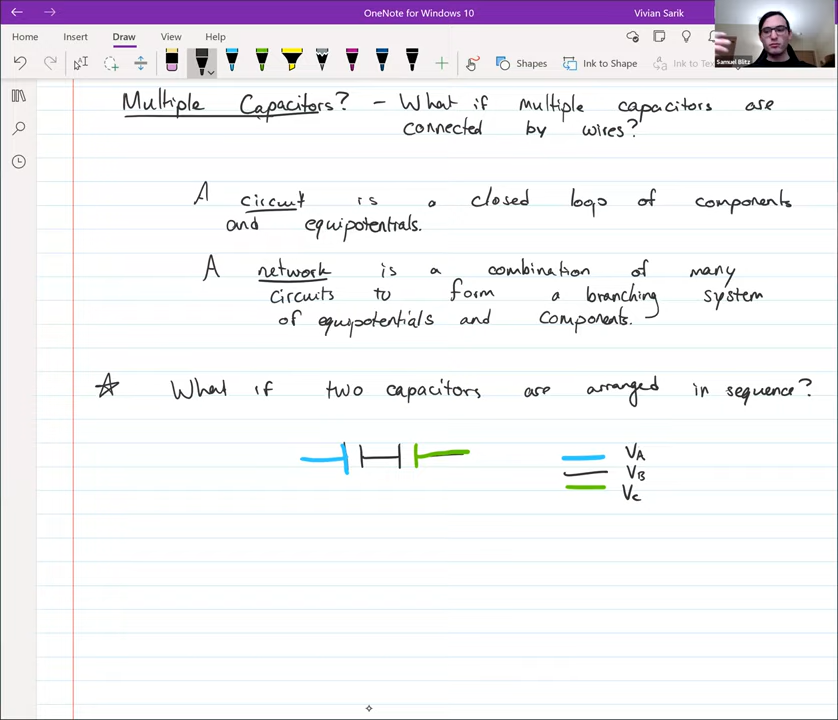 OneNote for Windows 10
Vivian Sarik
Samuel Blitz
Home Insert Draw View Help
Shapes Ink to Shape Ink to Te
Multiple Capacitors? - What if multiple capacitors are
connected by wires?
A circuit is a closed loop of components
and equipotentials.
A network is a combination of many
circuits to form a branching system
of equipotentials and components.
☆ What if two capacitors are arranged in sequence?
VA
VB
Vc